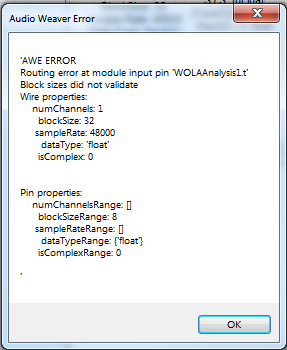 Audio Weaver Error
'AWE ERROR
Routing error at module input pin 'WOLAAnalysis1.t'
Block sizes did not validate
Wire properties:
numChannels: 1
blockSize: 32
sampleRate: 48000
dataType: 'float'
isComplex: 0
Pin properties:
numChannelsRange: []
blockSizeRange: 8
sampleRateRange: []
dataTypeRange: {'float'}
isComplexRange: 0
.
OK